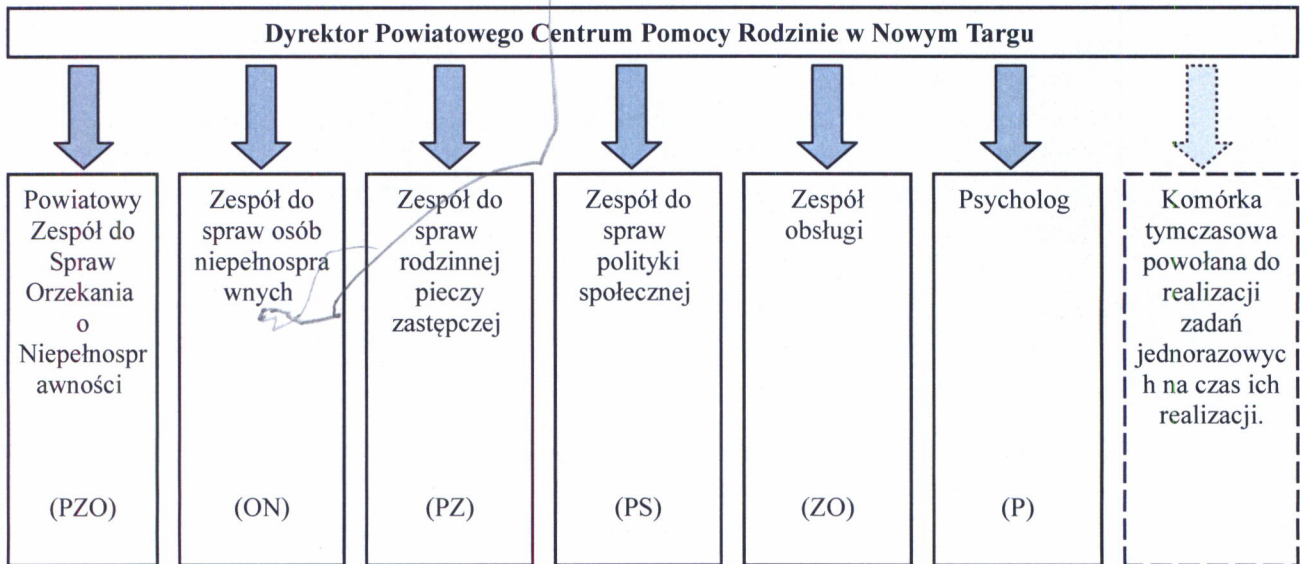 Dyrektor Powiatowego Centrum Pomocy Rodzinie w Nowym Targu
Powiatowy
Zespół do
Spraw
Orzekania
o
Niepełnospr
awności
(PZO)
Zespół do
spraw osób
niepełnospra
wnych
(ON)
Zespół do
spraw
rodzinnej
pieczy
zastępczej
(PZ)
Zespół do
spraw
polityki
społecznej
(PS)
Zespół
obsługi
(ZO)
Psycholog
(P)
Komórka
tymczasowa
powołana do
realizacji
zadań
jednorazowyc
h na czas ich
realizacji.